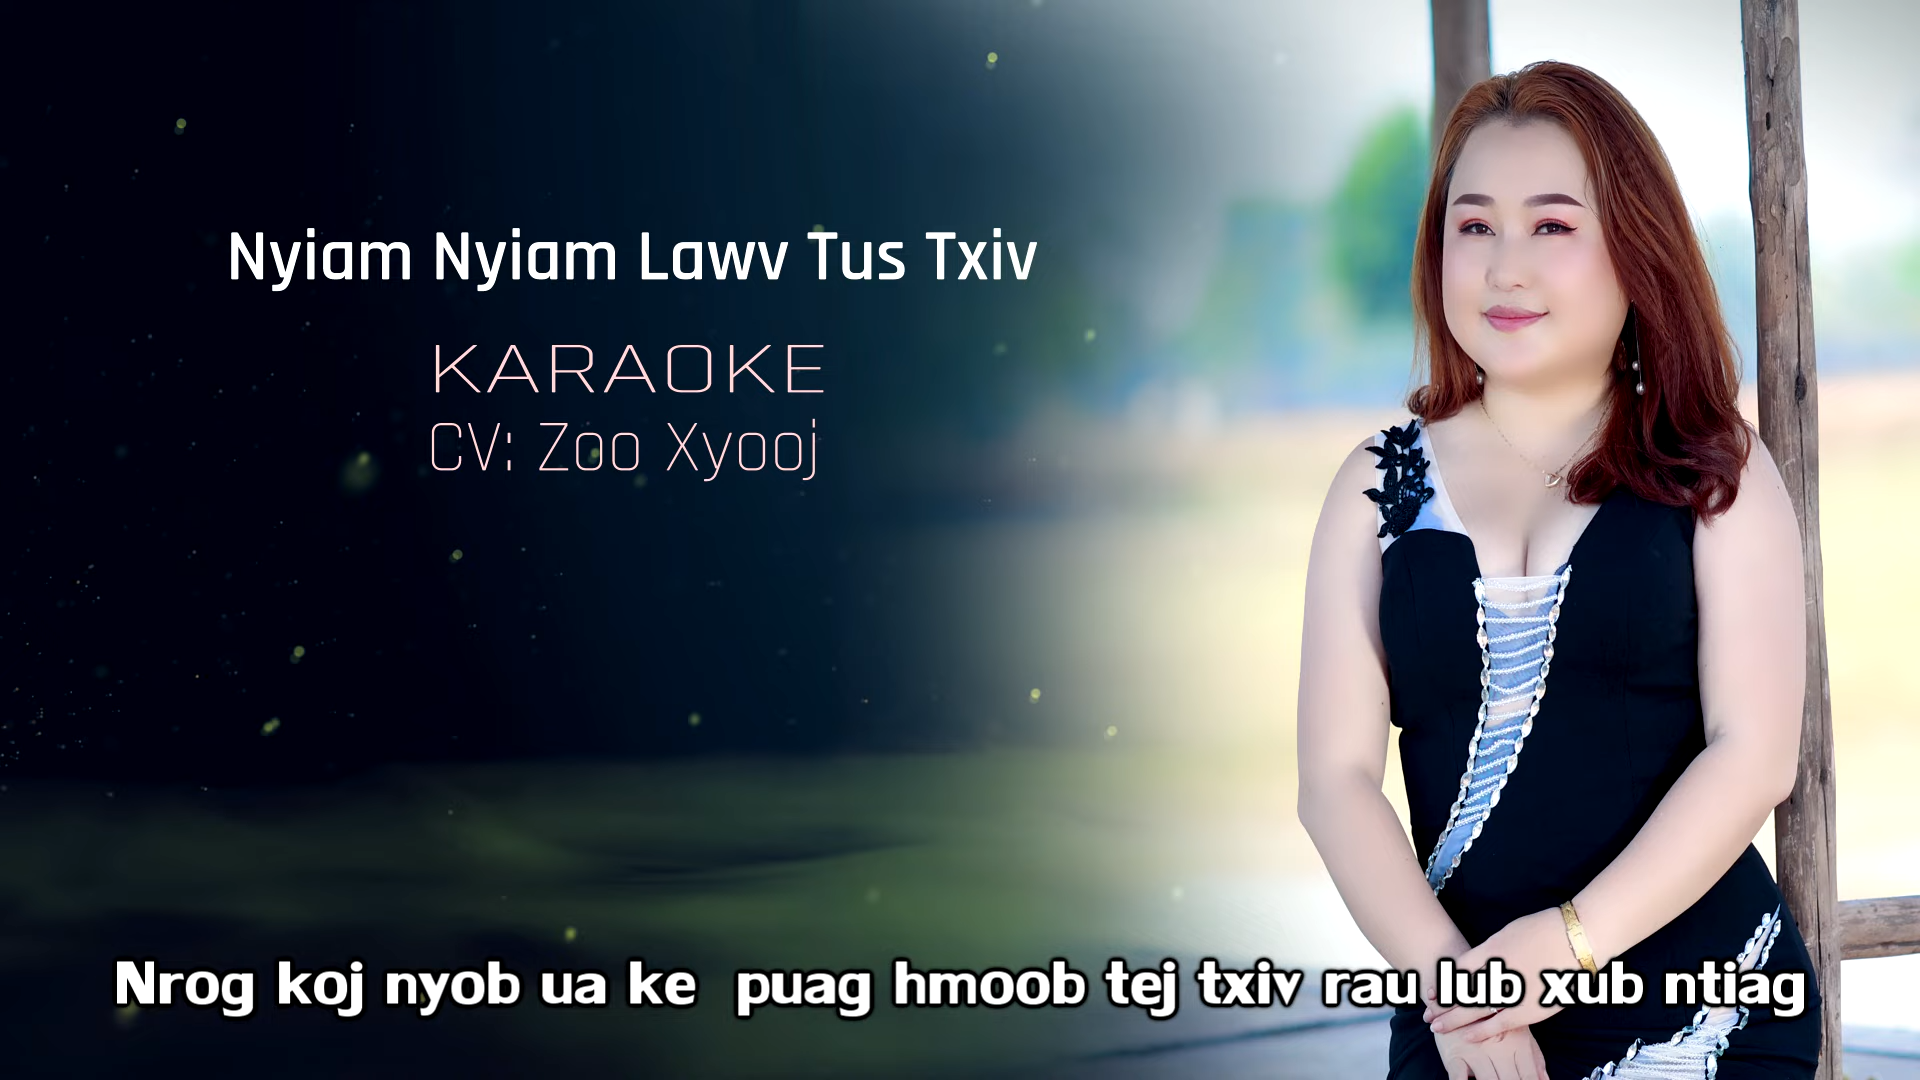 Nyiam Nyiam Lawv Tus Txiv
KARAOKE
CV: Zoo Xyooj
Nrog koj nyob ua ke puag hmoob tej txiv rau lub xub ntiag